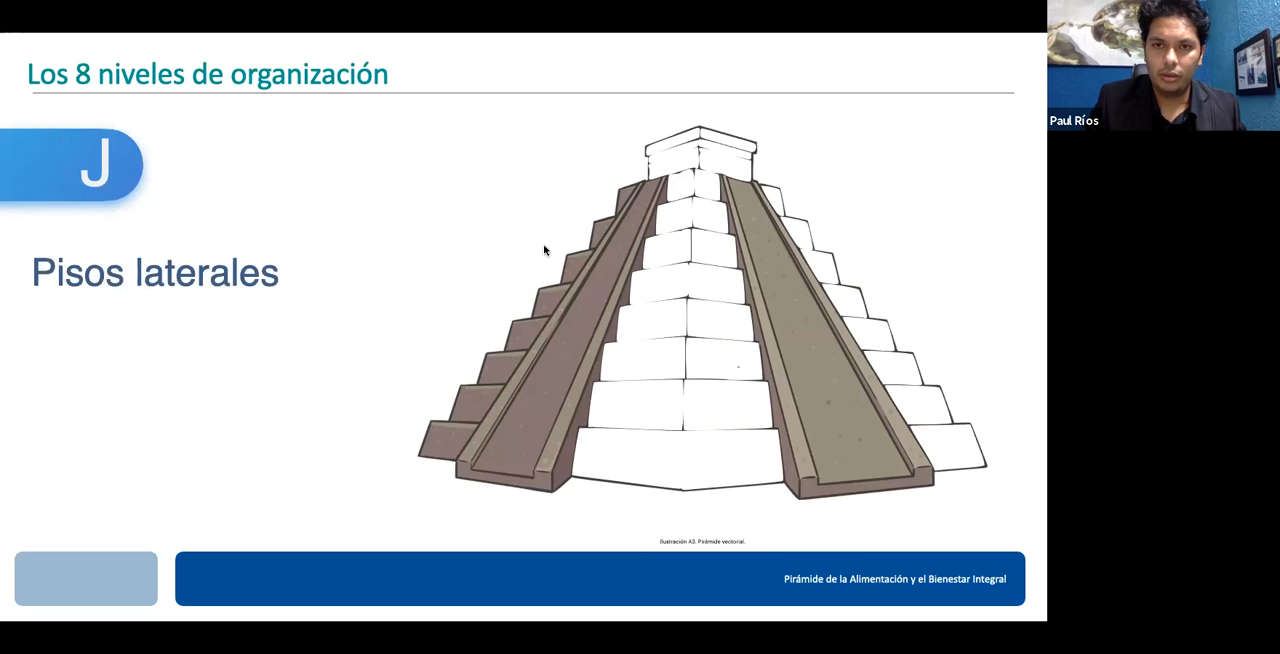 Los 8 niveles de organización
Paul Ríos
J
Pisos laterales
Ilustración A3. Pirámide vectorial.
Pirámide de la Alimentación y el Bienestar Integral